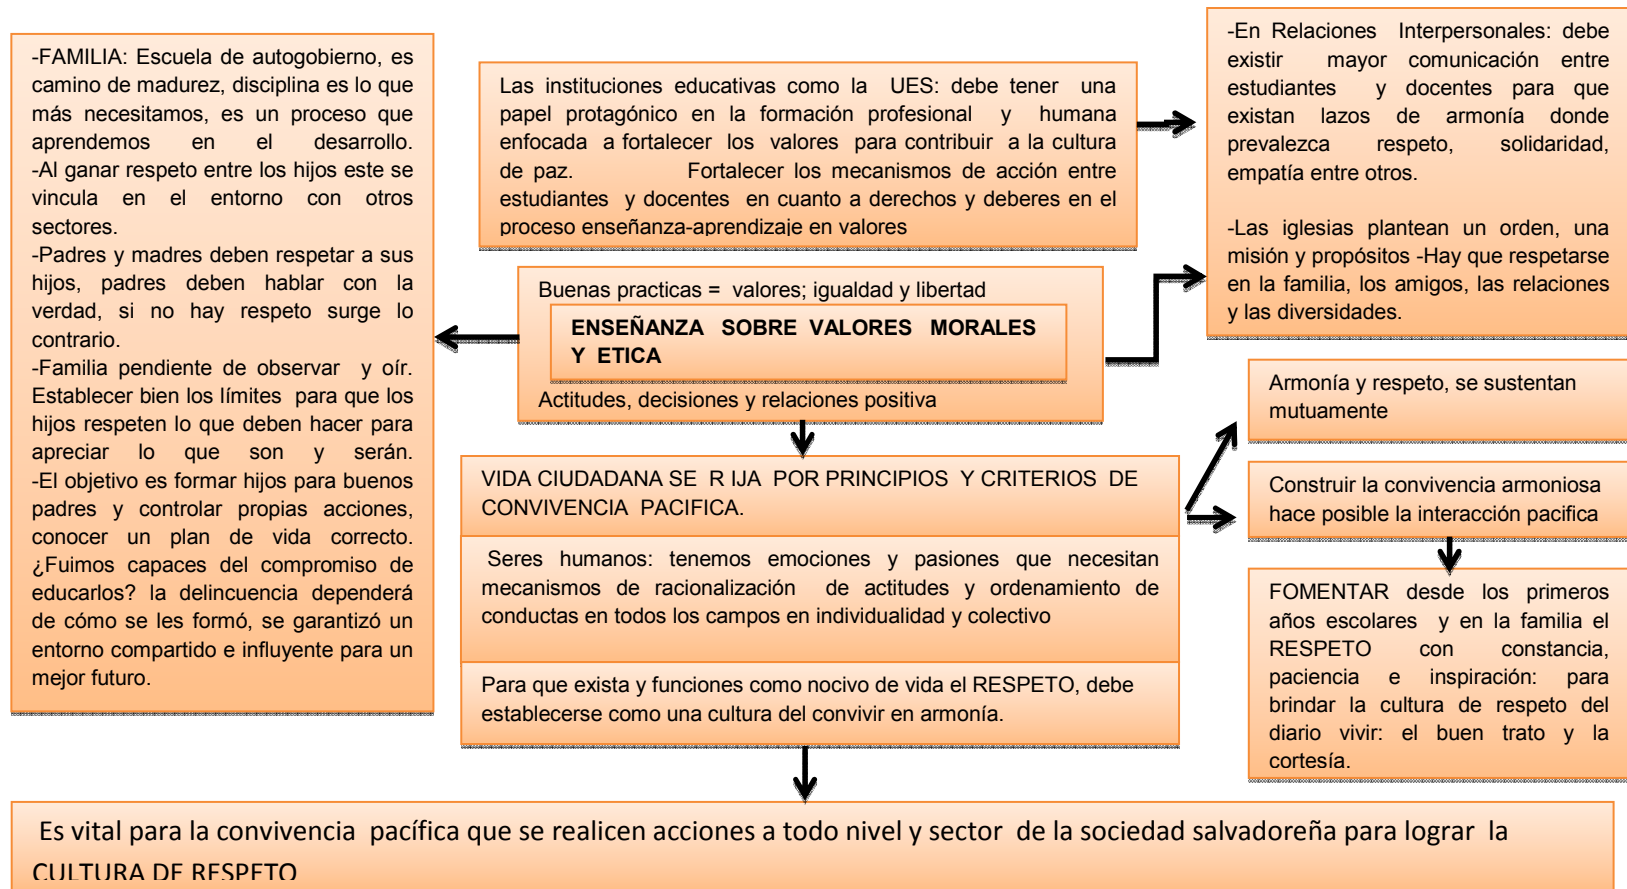 -FAMILIA: Escuela de autogobierno, es
camino de madurez, disciplina es lo que
más necesitamos, es un proceso que
aprendemos en el desarrollo.
-Al ganar respeto entre los hijos este se
vincula en el entorno con otros
sectores.
-Padres y madres deben respetar a sus
hijos, padres deben hablar con la
verdad, si no hay respeto surge lo
contrario.
-Familia pendiente de observar y oír.
Establecer bien los límites para que los
hijos respeten lo que deben hacer para
apreciar lo que son y serán.
-El objetivo es formar hijos para buenos
padres y controlar propias acciones,
conocer un plan de vida correcto.
¿Fuimos capaces del compromiso de
educarlos? la delincuencia dependerá
de cómo se les formó, se garantizó un
entorno compartido e influyente para un
mejor futuro.
Las instituciones educativas como la UES: debe tener una
papel protagónico en la formación profesional y humana
enfocada a fortalecer los valores para contribuir a la cultura
de paz. Fortalecer los mecanismos de acción entre
estudiantes y docentes en cuanto a derechos y deberes en el
proceso enseñanza-aprendizaje en valores
-En Relaciones Interpersonales: debe
existir mayor comunicación entre
estudiantes y docentes para que
existan lazos de armonía donde
prevalezca respeto, solidaridad,
empatía entre otros.
-Las iglesias plantean un orden, una
misión y propósitos -Hay que respetarse
en la familia, los amigos, las relaciones
y las diversidades.
Buenas practicas = valores; igualdad y libertad
ENSEÑANZA SOBRE VALORES MORALES
Y ETICA
Actitudes, decisiones y relaciones positiva
VIDA CIUDADANA SE R IJA POR PRINCIPIOS Y CRITERIOS DE
CONVIVENCIA PACIFICA.
Seres humanos: tenemos emociones y pasiones que necesitan
mecanismos de racionalización de actitudes y ordenamiento de
conductas en todos los campos en individualidad y colectivo
Para que exista y funciones como nocivo de vida el RESPETO, debe
establecerse como una cultura del convivir en armonía.
Armonía y respeto, se sustentan
mutuamente
Construir la convivencia armoniosa
hace posible la interacción pacifica
FOMENTAR desde los primeros
años escolares y en la familia el
RESPETO con constancia,
paciencia e inspiración: para
brindar la cultura de respeto del
diario vivir: el buen trato y la
cortesía.
Es vital para la convivencia pacífica que se realicen acciones a todo nivel y sector de la sociedad salvadoreña para lograr la
CULTURA DE RESPETO